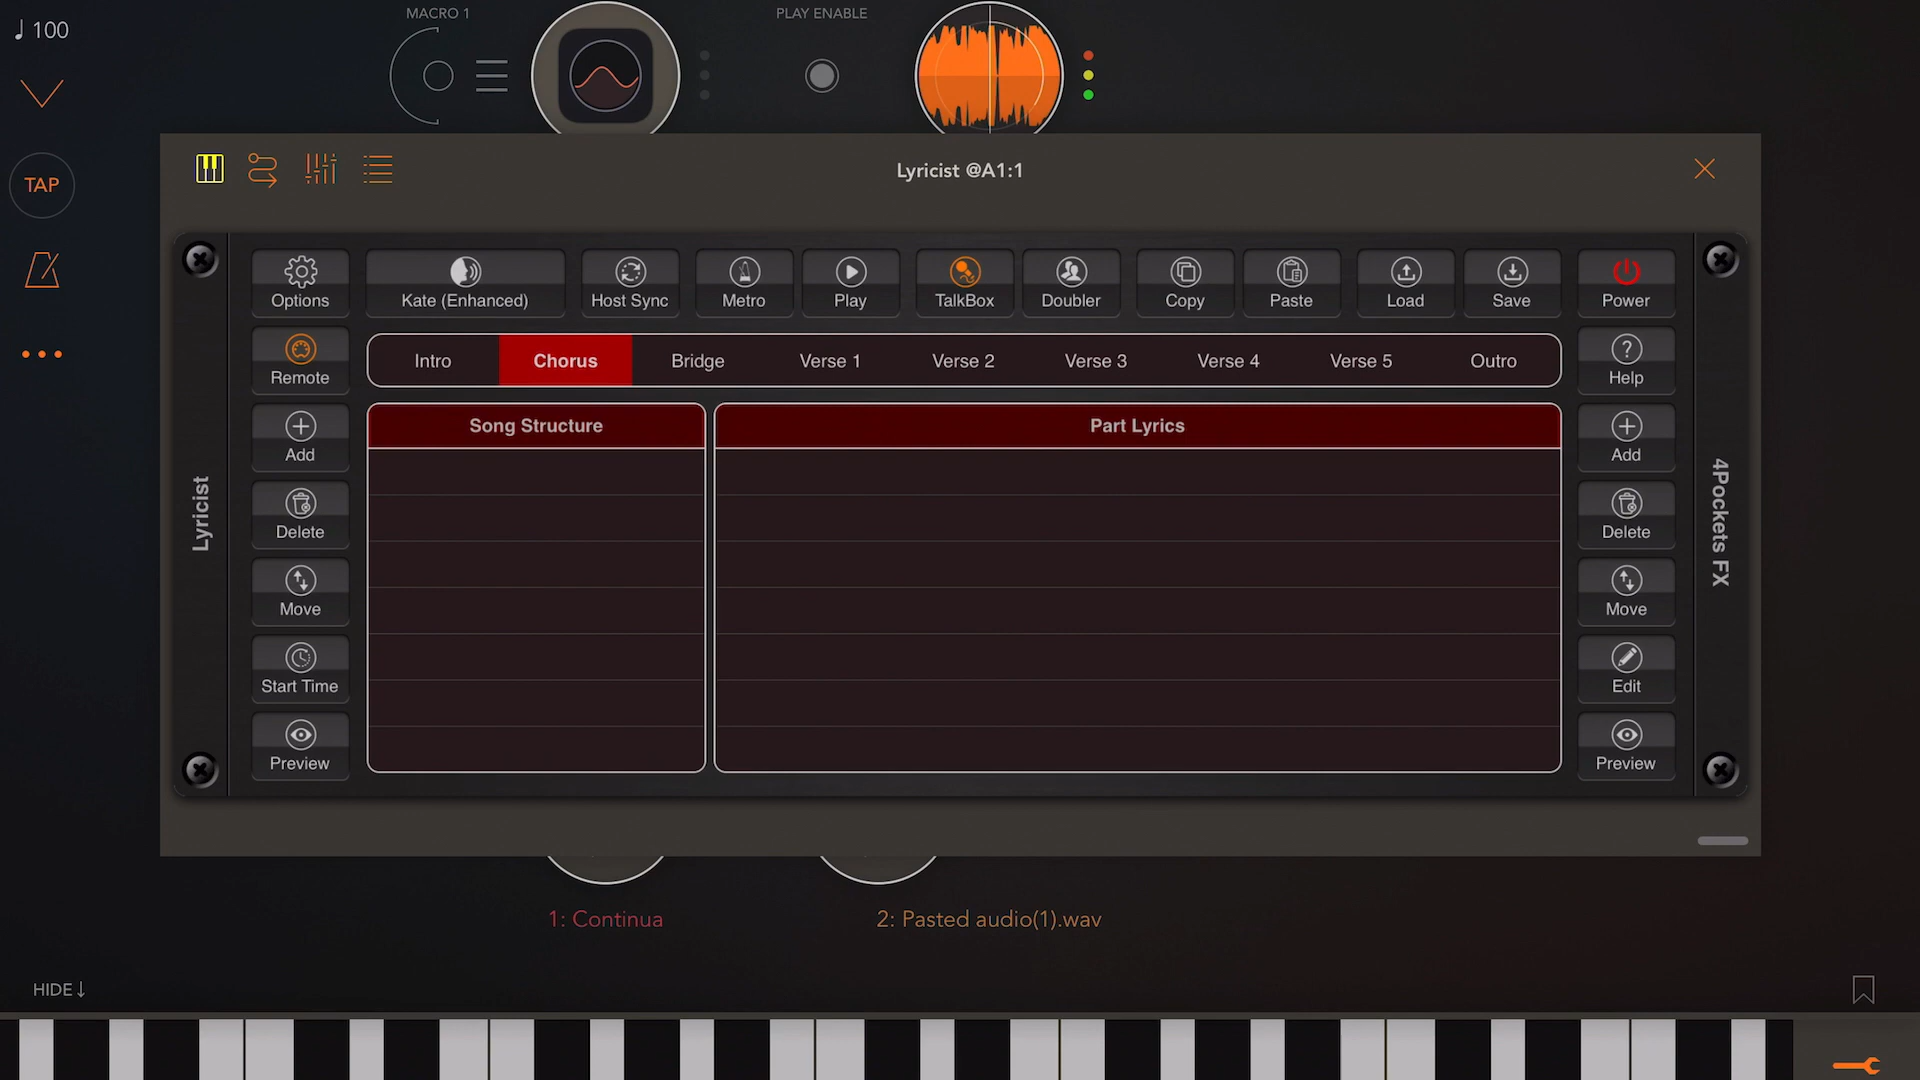 ♩ 100
MACRO 1
PLAY ENABLE
TAP
Lyricist @A1:1
Options
Kate (Enhanced)
Host Sync
Metro
Play
TalkBox
Doubler
Copy
Paste
Load
Save
Power
Remote
Intro
Chorus
Bridge
Verse 1
Verse 2
Verse 3
Verse 4
Verse 5
Outro
Help
Add
Song Structure
Part Lyrics
Add
Lyricist
Delete
Delete
4Pockets FX
Move
Move
Start Time
Edit
Preview
Preview
1: Continua
2: Pasted audio(1).wav
HIDE↓